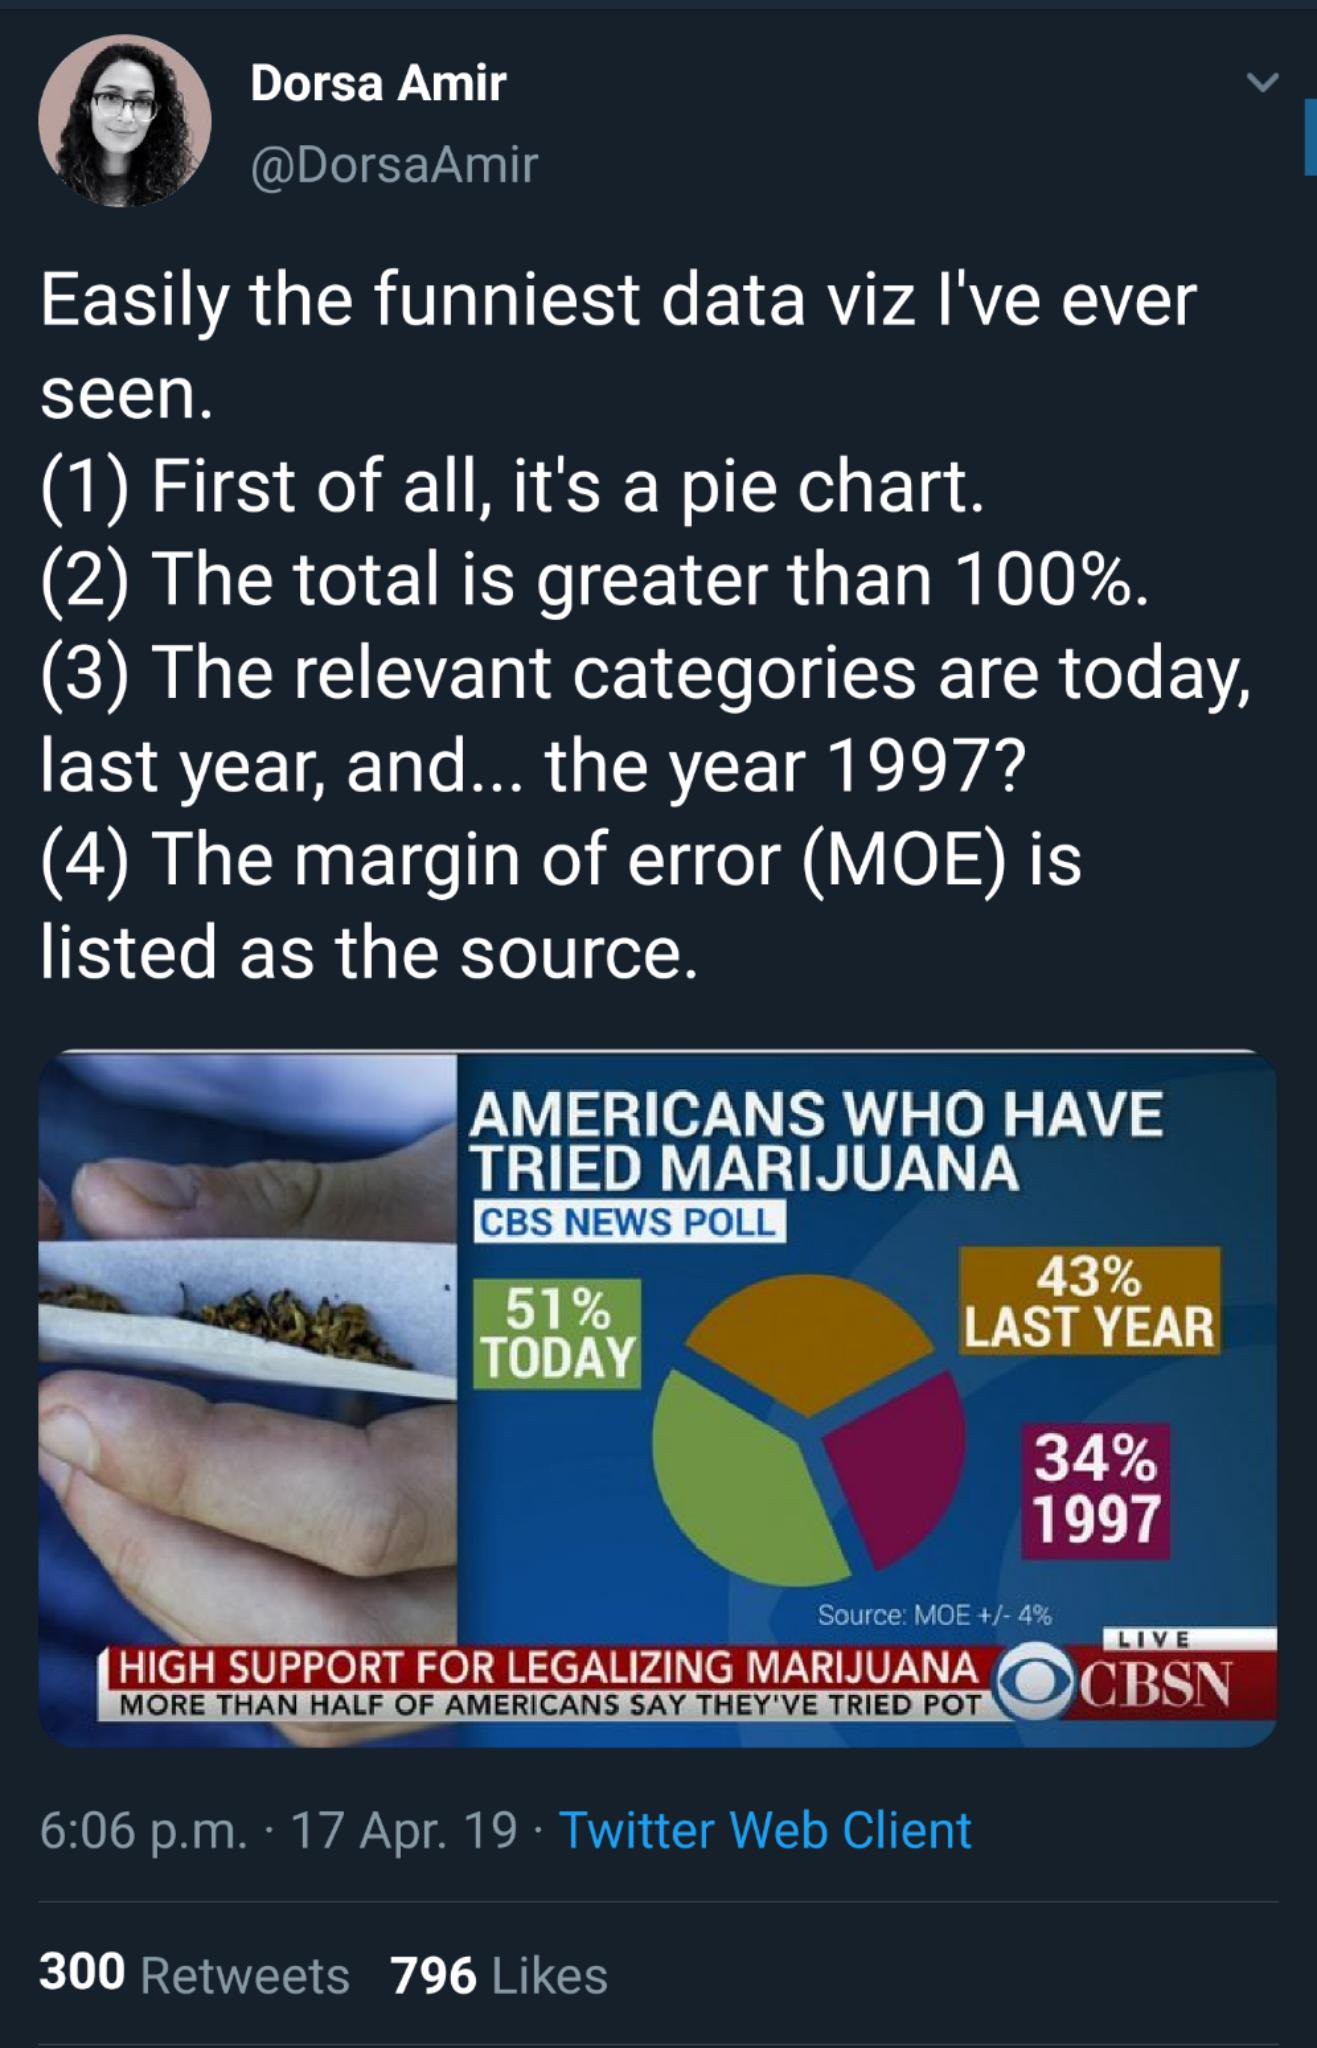 Dorsa Amir
@DorsaAmir
Easily the funniest data viz I've ever
seen.
(1) First of all, it's a pie chart.
(2) The total is greater than 100%.
(3) The relevant categories are today,
last year, and... the year 1997?
(4) The margin of error (MOE) is
listed as the source.
AMERICANS WHO HAVE
TRIED MARIJUANA
CBS NEWS POLL
51%
TODAY
43%
LAST YEAR
34%
1997
Source: MOE +/- 4%
HIGH SUPPORT FOR LEGALIZING MARIJUANA
MORE THAN HALF OF AMERICANS SAY THEY'VE TRIED POT
LIVE
CBSN
6:06 p.m. · 17 Apr. 19 · Twitter Web Client
300 Retweets 796 Likes